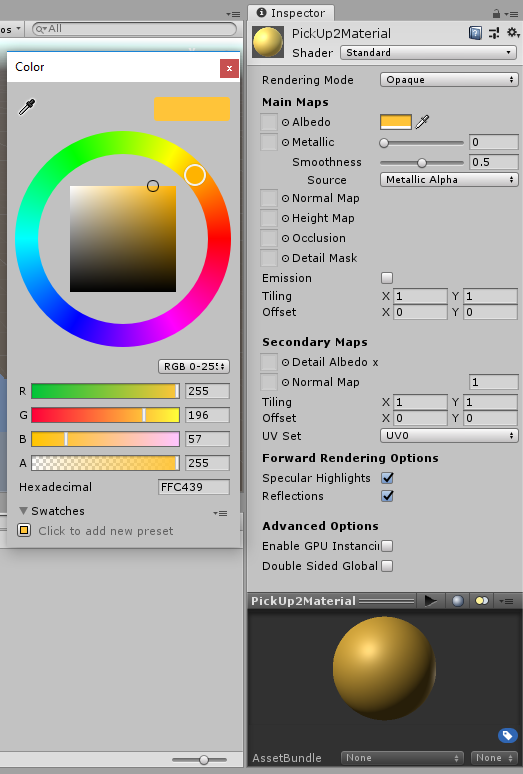 os
All
Color
x
RGB 0-255
R 255
G 196
B 57
A 255
Hexadecimal FFC439
Swatches
Click to add new preset
Inspector
PickUp2Material
Shader Standard
Rendering Mode Opaque
Main Maps
Albedo
Metallic 0
Smoothness 0.5
Source Metallic Alpha
Normal Map
Height Map
Occlusion
Detail Mask
Emission
Tiling X 1 Y 1
Offset X 0 Y 0
Secondary Maps
Detail Albedo x
Normal Map 1
Tiling X 1 Y 1
Offset X 0 Y 0
UV Set UV0
Forward Rendering Options
Specular Highlights
Reflections
Advanced Options
Enable GPU Instancin
Double Sided Global
PickUp2Material
AssetBundle None None